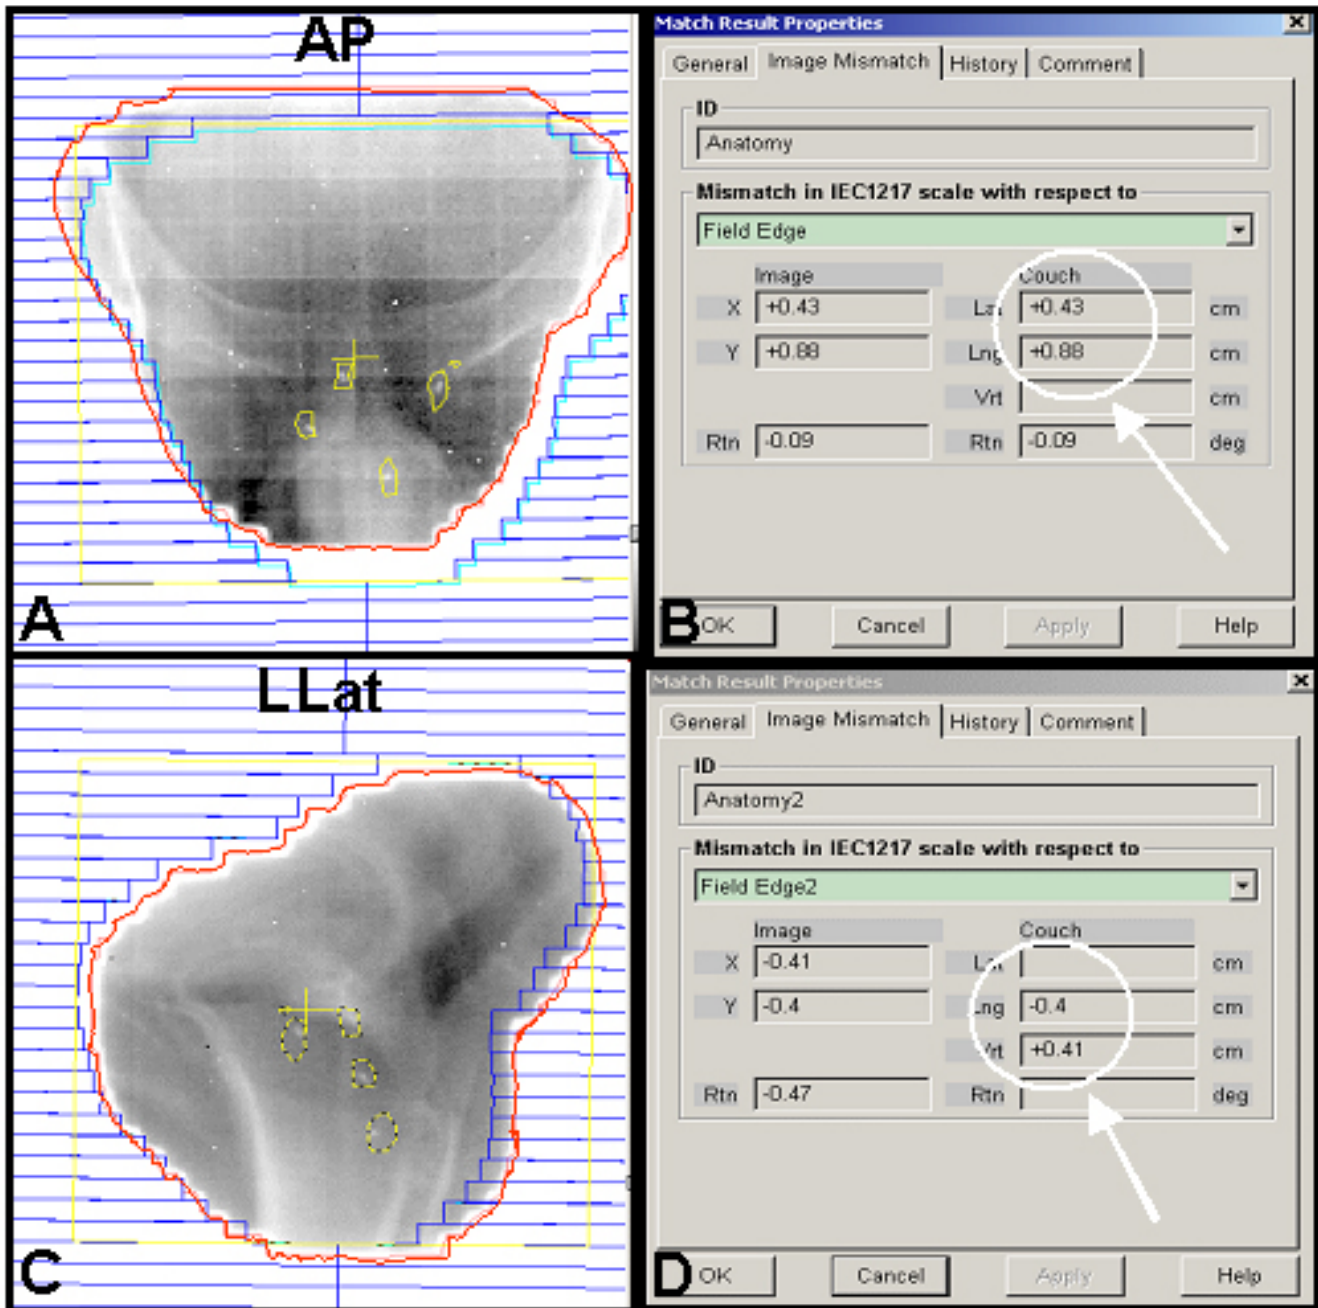 AP
A
Match Result Properties
General Image Mismatch History Comment
ID
Anatomy
Mismatch in IEC1217 scale with respect to
Field Edge
Image Couch
X +0.43 Lat +0.43 cm
Y +0.88 Lng +0.88 cm
Vrt cm
Rtn -0.09 Rtn -0.09 deg
B OK Cancel Apply Help
LLat
C
Match Result Properties
General Image Mismatch History Comment
ID
Anatomy2
Mismatch in IEC1217 scale with respect to
Field Edge2
Image Couch
X -0.41 Lat cm
Y -0.4 Lng -0.4 cm
Vrt +0.41 cm
Rtn -0.47 Rtn deg
D OK Cancel Apply Help